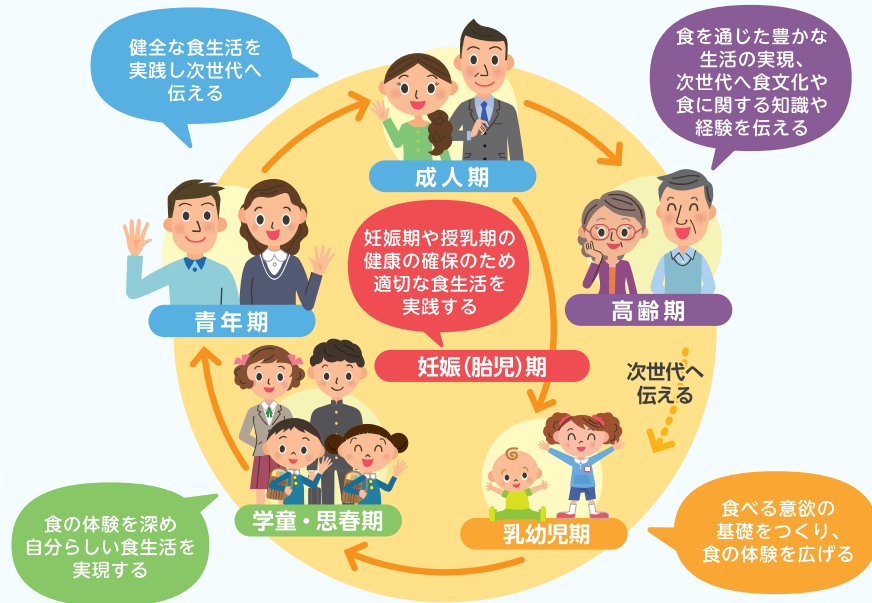 健全な食生活を
実践し次世代へ
伝える
食を通じた豊かな
生活の実現、
次世代へ食文化や
食に関する知識や
経験を伝える
成人期
妊娠期や授乳期の
健康の確保のため
適切な食生活を
実践する
高齢期
青年期
妊娠(胎児)期
次世代へ
伝える
食の体験を深め
自分らしい食生活を
実現する
学童・思春期
乳幼児期
食べる意欲の
基礎をつくり、
食の体験を広げる